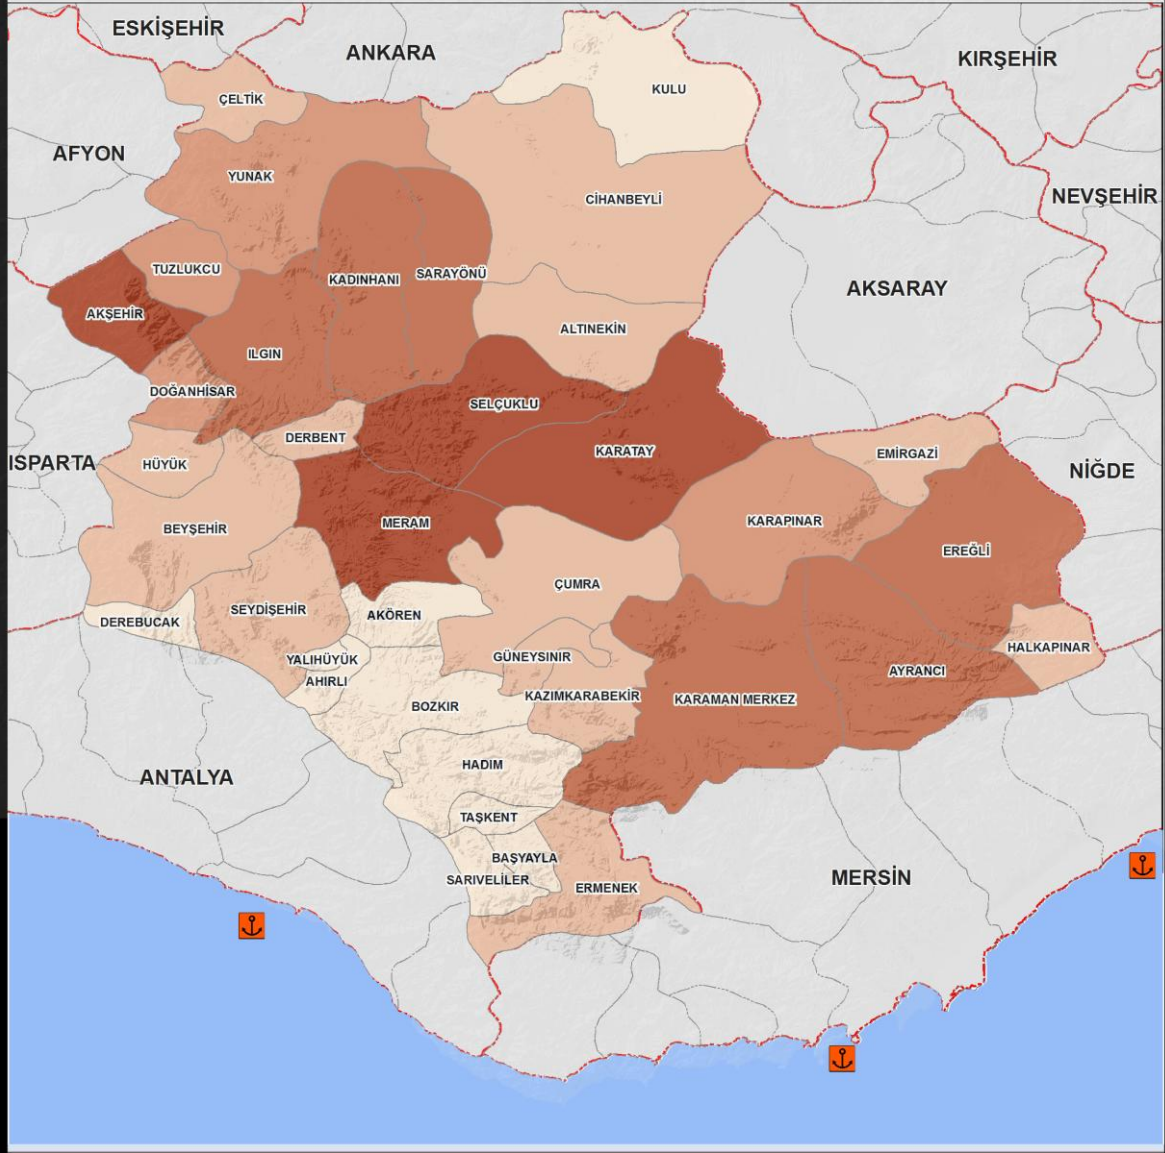 ESKİŞEHİR
ANKARA
KIRŞEHİR
KULU
ÇELTİK
AFYON
YUNAK
NEVŞEHİR
CİHANBEYLİ
TUZLUKCU
KADINHANI
SARAYÖNÜ
AKSARAY
AKŞEHİR
ALTINEKİN
ILGIN
DOĞANHİSAR
SELÇUKLU
DERBENT
KARATAY
EMİRGAZİ
ISPARTA
HÜYÜK
NİĞDE
BEYŞEHİR
MERAM
KARAPINAR
EREĞLİ
ÇUMRA
SEYDİŞEHİR
AKÖREN
DEREBUCAK
HALKAPINAR
YALIHÜYÜK
GÜNEYSINIR
AYRANCI
AHIRLI
KAZIMKARABEKİR
KARAMAN MERKEZ
BOZKIR
HADİM
ANTALYA
TAŞKENT
BAŞYAYLA
SARIVELİLER
ERMENEK
MERSİN